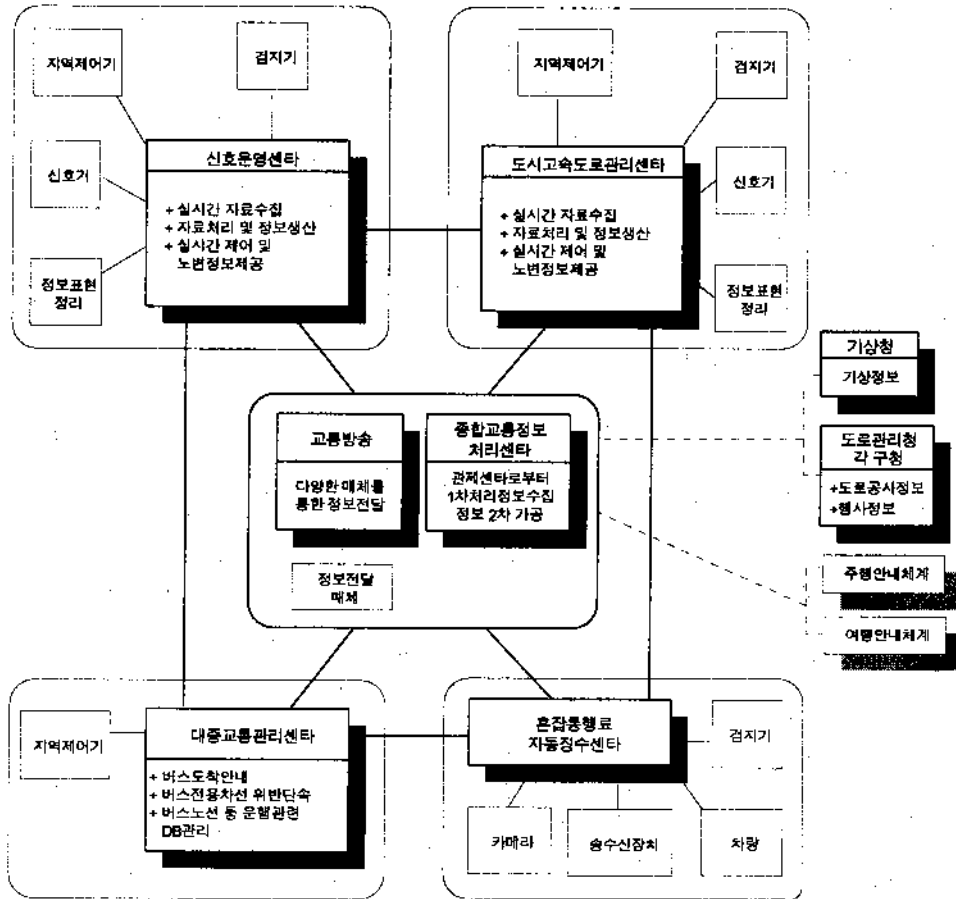 지역제어기
검지기
신호기
정보표현
정리
신호운영센타
+ 실시간 자료수집
+ 자료처리 및 정보생산
+ 실시간 제어 및
노변정보제공
지역제어기
검지기
신호기
정보표현
정리
도시고속도로관리센타
+ 실시간 자료수집
+ 자료처리 및 정보생산
+ 실시간 제어 및
노변정보제공
교통방송
다양한 매체를
통한 정보전달
종합교통정보
처리센타
관제센타로부터
1차처리정보수집
정보 2차 가공
정보전달
매체
기상청
기상정보
도로관리청
각 구청
+도로공사정보
+행사정보
주행안내체계
여행안내체계
지역제어기
대중교통관리센타
+ 버스도착안내
+ 버스전용차선 위반단속
+ 버스노선 등 운행관련
DB관리
혼잡통행료
자동징수센타
검지기
카메라
송수신장치
차량